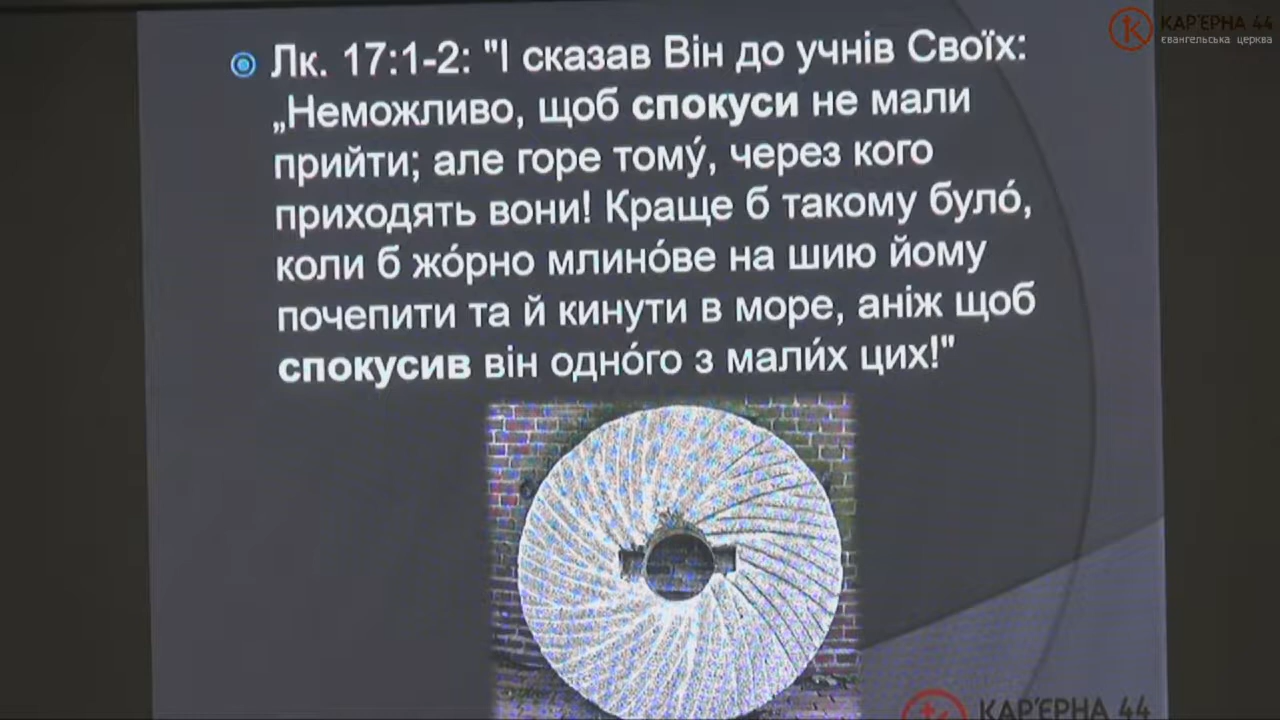 КАР'ЄРНА 44
євангельська церква
Лк. 17:1-2: "І сказав Він до учнів Своїх:
„Неможливо, щоб спокуси не мали
прийти; але горе тому́, через кого
приходять вони! Краще б такому було́,
коли б жо́рно млино́ве на шию йому
почепити та й кинути в море, аніж щоб
спокусив він одно́го з мали́х цих!"
КАР'ЄРНА 44